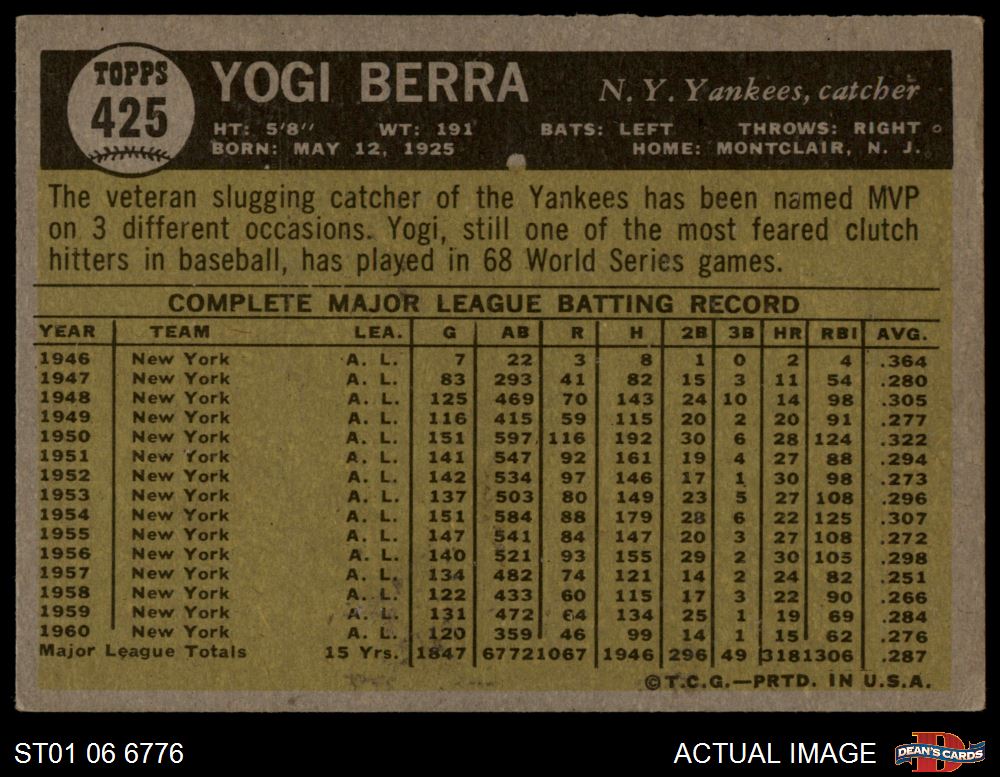 TOPPS
425
YOGI BERRA
N. Y. Yankees, catcher
HT: 5'8" WT: 191 BATS: LEFT THROWS: RIGHT
BORN: MAY 12, 1925 HOME: MONTCLAIR, N. J.
The veteran slugging catcher of the Yankees has been named MVP
on 3 different occasions. Yogi, still one of the most feared clutch
hitters in baseball, has played in 68 World Series games.
COMPLETE MAJOR LEAGUE BATTING RECORD
YEAR TEAM LEA. G AB R H 2B 3B HR RBI AVG.
1946 New York A. L. 7 22 3 8 1 0 2 4 .364
1947 New York A. L. 83 293 41 82 15 3 11 54 .280
1948 New York A. L. 125 469 70 143 24 10 14 98 .305
1949 New York A. L. 116 415 59 115 20 2 20 91 .277
1950 New York A. L. 151 597 116 192 30 6 28 124 .322
1951 New York A. L. 141 547 92 161 19 4 27 88 .294
1952 New York A. L. 142 534 97 146 17 1 30 98 .273
1953 New York A. L. 137 503 80 149 23 5 27 108 .296
1954 New York A. L. 151 584 88 179 28 6 22 125 .307
1955 New York A. L. 147 541 84 147 20 3 27 108 .272
1956 New York A. L. 140 521 93 155 29 2 30 105 .298
1957 New York A. L. 134 482 74 121 14 2 24 82 .251
1958 New York A. L. 122 433 60 115 17 3 22 90 .266
1959 New York A. L. 131 472 64 134 25 1 19 69 .284
1960 New York A. L. 120 359 46 99 14 1 15 62 .276
Major League Totals 15 Yrs. 1847 6772 1067 1946 296 49 318 1306 .287
©T.C.G.—PRTD. IN U.S.A.
ST01 06 6776
ACTUAL IMAGE
D
DEAN'S CARDS